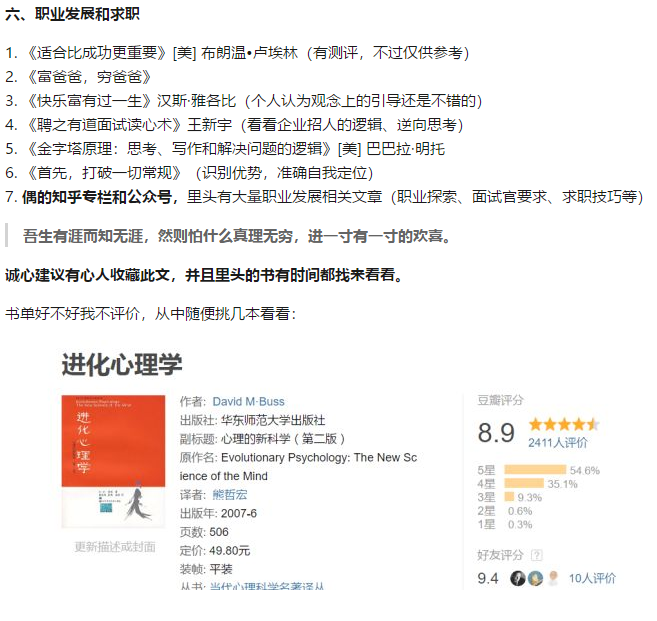 六、职业发展和求职
1. 《适合比成功更重要》[美] 布朗温•卢埃林（有测评，不过仅供参考）
2. 《富爸爸，穷爸爸》
3. 《快乐富有过一生》汉斯·雅各比（个人认为观念上的引导还是不错的）
4. 《聘之有道面试读心术》王新宇（看看企业招人的逻辑、逆向思考）
5. 《金字塔原理：思考、写作和解决问题的逻辑》[美] 巴巴拉·明托
6. 《首先，打破一切常规》（识别优势，准确自我定位）
7. 偶的知乎专栏和公众号，里头有大量职业发展相关文章（职业探索、面试官要求、求职技巧等）
吾生有涯而知无涯，然则怕什么真理无穷，进一寸有一寸的欢喜。
诚心建议有心人收藏此文，并且里头的书有时间都找来看看。
书单好不好我不评价，从中随便挑几本看看：
进化心理学
进化心理学
作者: David M·Buss
出版社: 华东师范大学出版社
副标题: 心理的新科学（第二版）
原作名: Evolutionary Psychology: The New Sc
ience of the Mind
译者: 熊哲宏
出版年: 2007-6
页数: 506
定价: 49.80元
装帧: 平装
丛书: 当代心理科学名著译丛
更新描述或封面
豆瓣评分
8.9
2411人评价
5星 54.6%
4星 35.1%
3星 9.3%
2星 0.6%
1星 0.3%
好友评分 ?
9.4 10人评价